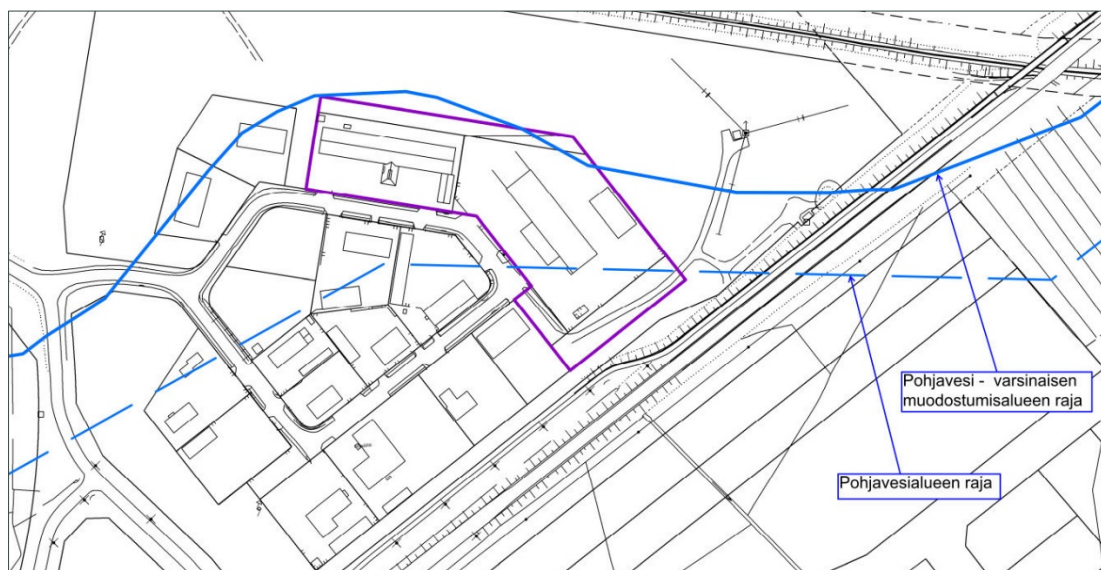 Pohjavesi - varsinaisen
muodostumisalueen raja
Pohjavesialueen raja